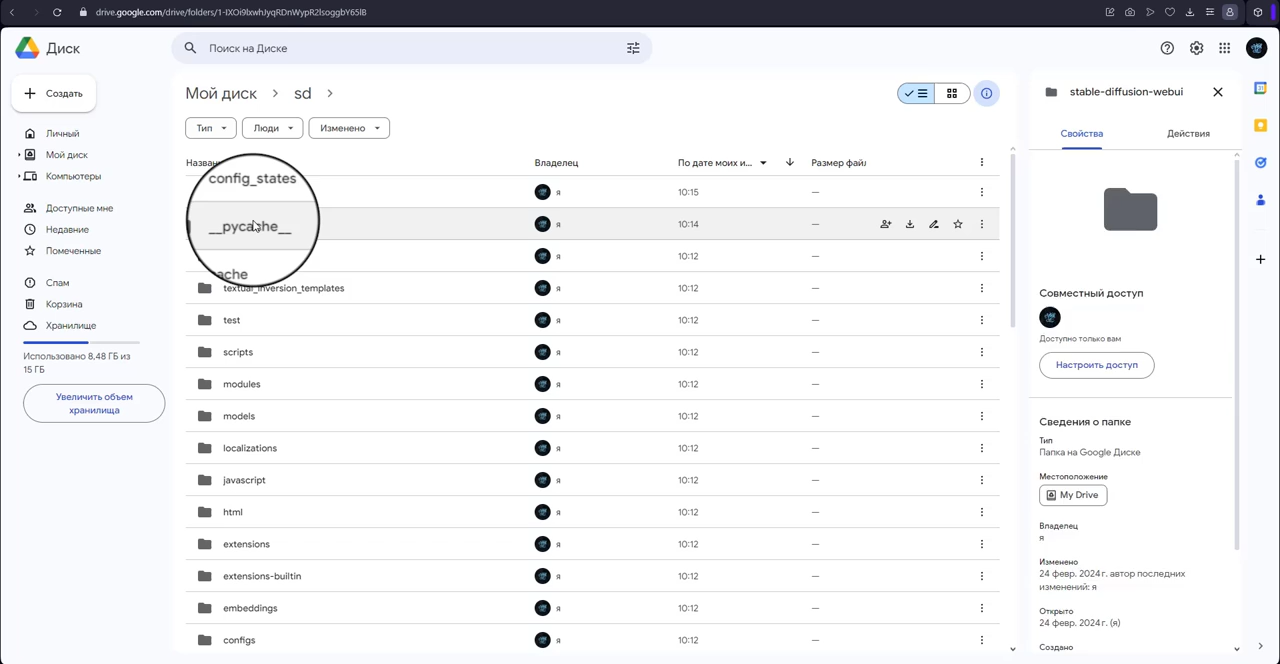 drive.google.com/drive/folders/1-IXOi9lxwhJyqRDnWypR2lsoggbY65lB
Диск
Поиск на Диске
Создать
Личный
Мой диск
Компьютеры
Доступные мне
Недавние
Помеченные
Спам
Корзина
Хранилище
Использовано 8,48 ГБ из
15 ГБ
Увеличить объем
хранилища
Мой диск > sd >
Тип Люди Изменено
Владелец По дате моих и... Размер файл
config_states я 10:15 —
__pycache__ я 10:14 —
я 10:12 —
textual_inversion_templates я 10:12 —
test я 10:12 —
scripts я 10:12 —
modules я 10:12 —
models я 10:12 —
localizations я 10:12 —
javascript я 10:12 —
html я 10:12 —
extensions я 10:12 —
extensions-builtin я 10:12 —
embeddings я 10:12 —
configs я 10:12 —
stable-diffusion-webui
Свойства Действия
Совместный доступ
Доступно только вам
Настроить доступ
Сведения о папке
Тип
Папка на Google Диске
Местоположение
My Drive
Владелец
я
Изменено
24 февр. 2024 г. автор последних
изменений: я
Открыто
24 февр. 2024 г. (я)
Создано